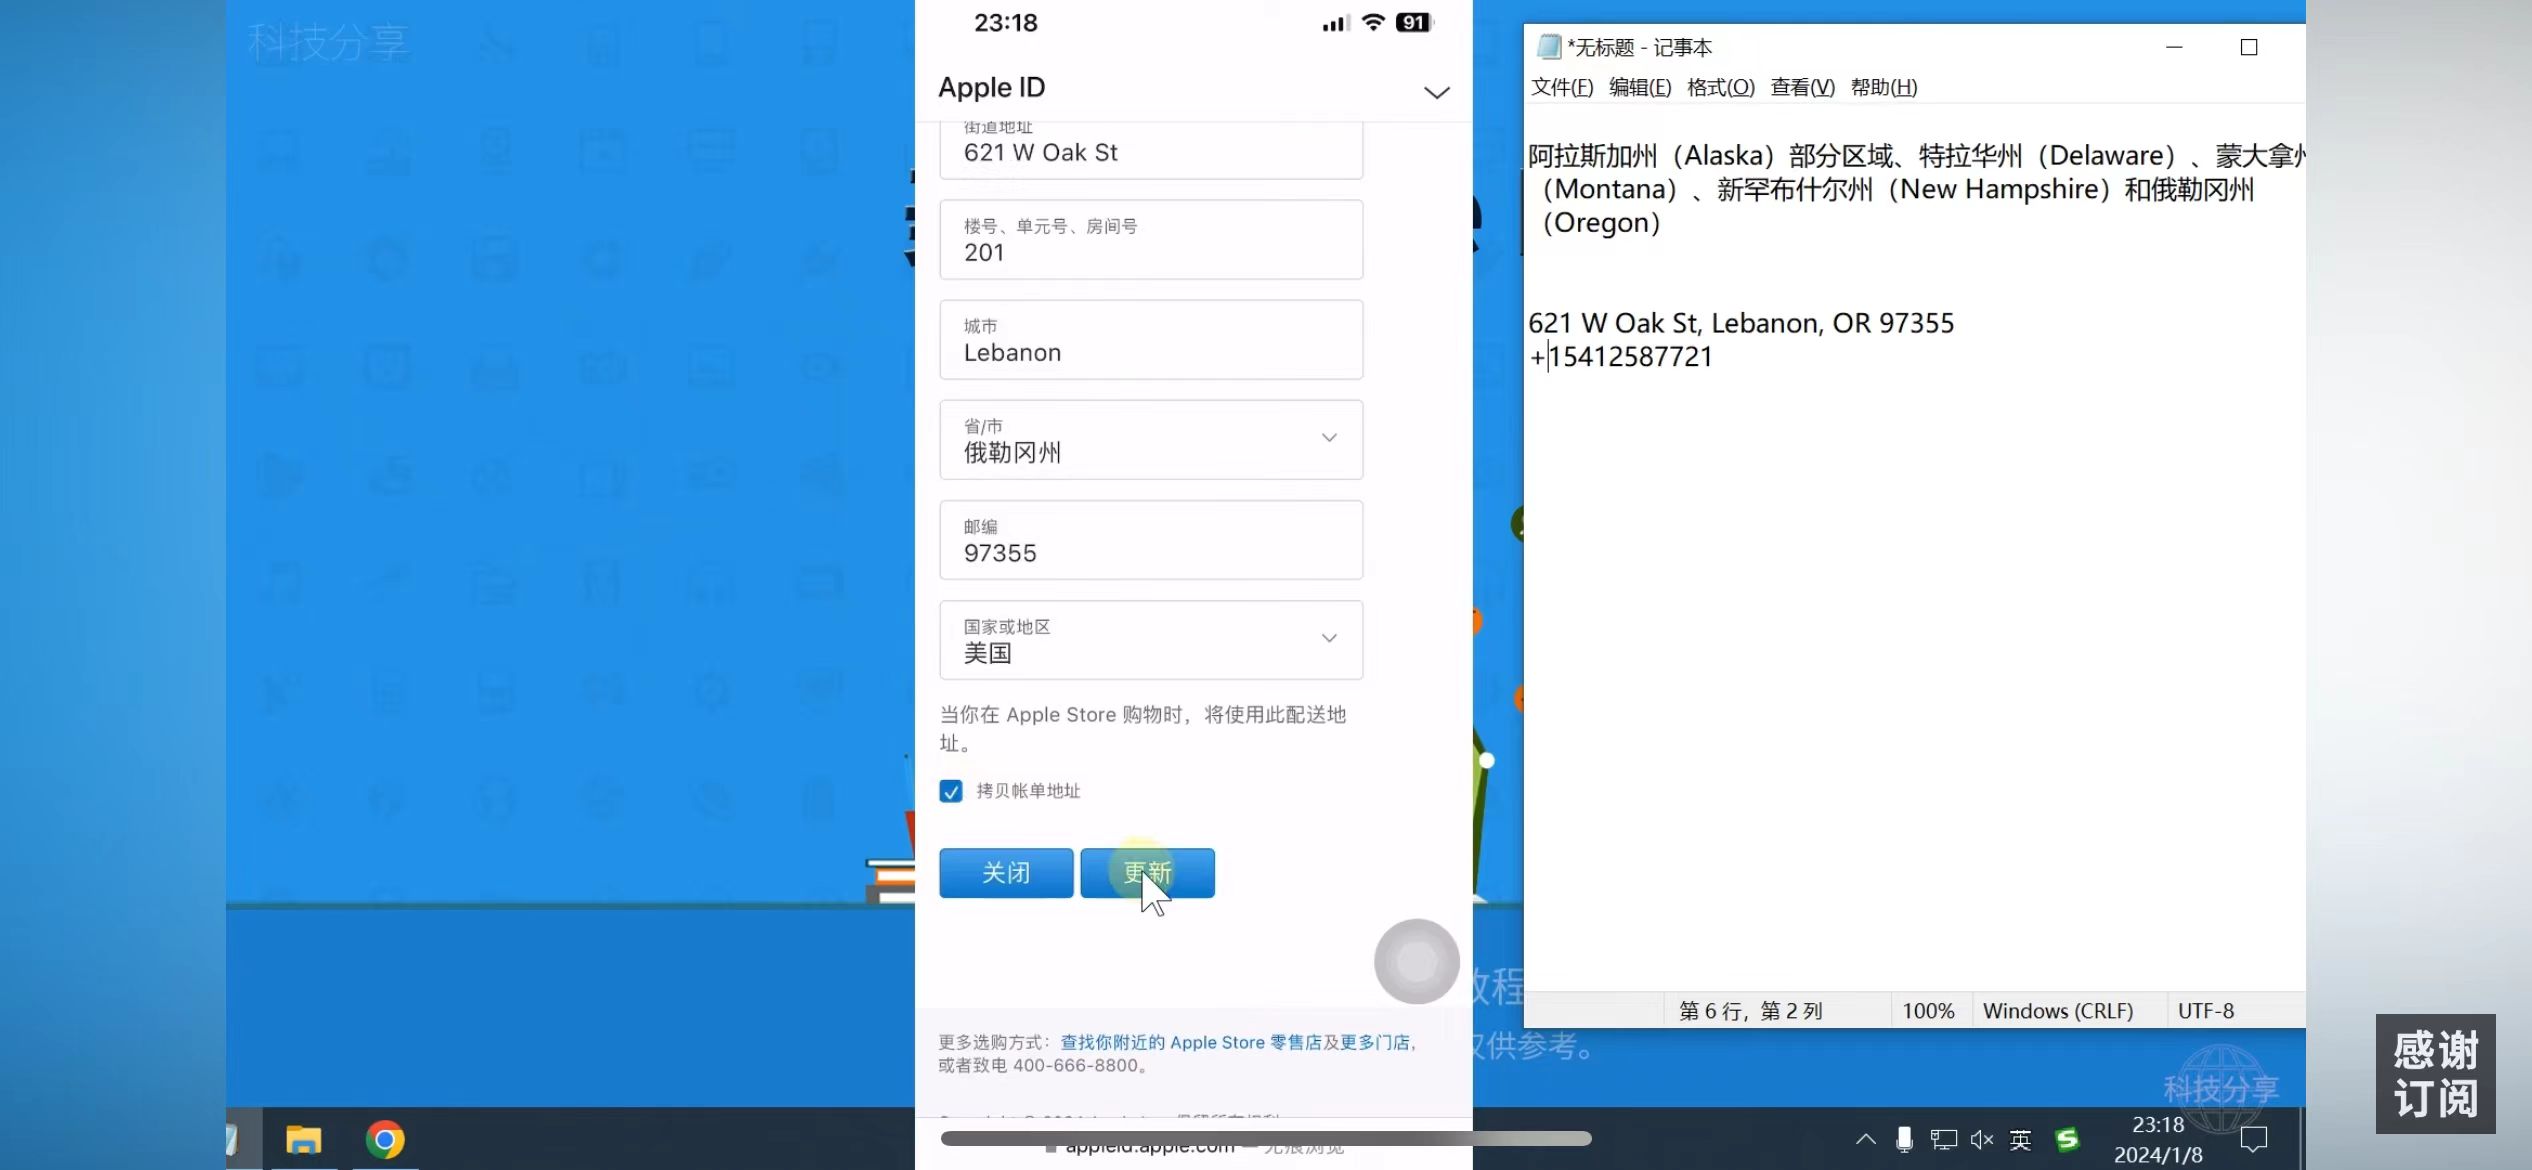 科技分享
23:18
91
Apple ID
街道地址
621 W Oak St
楼号、单元号、房间号
201
城市
Lebanon
省/市
俄勒冈州
邮编
97355
国家或地区
美国
当你在 Apple Store 购物时，将使用此配送地
址。
拷贝帐单地址
关闭 更新
更多选购方式：查找你附近的 Apple Store 零售店及更多门店，
或者致电 400-666-8800。
appleid.apple.com — 无痕浏览
*无标题 - 记事本
文件(F) 编辑(E) 格式(O) 查看(V) 帮助(H)
阿拉斯加州（Alaska）部分区域、特拉华州（Delaware）、蒙大拿州
（Montana）、新罕布什尔州（New Hampshire）和俄勒冈州
（Oregon）
621 W Oak St, Lebanon, OR 97355
+15412587721
第 6 行，第 2 列 100% Windows (CRLF) UTF-8
教程
仅供参考。
科技分享
感谢
订阅
英
23:18
2024/1/8